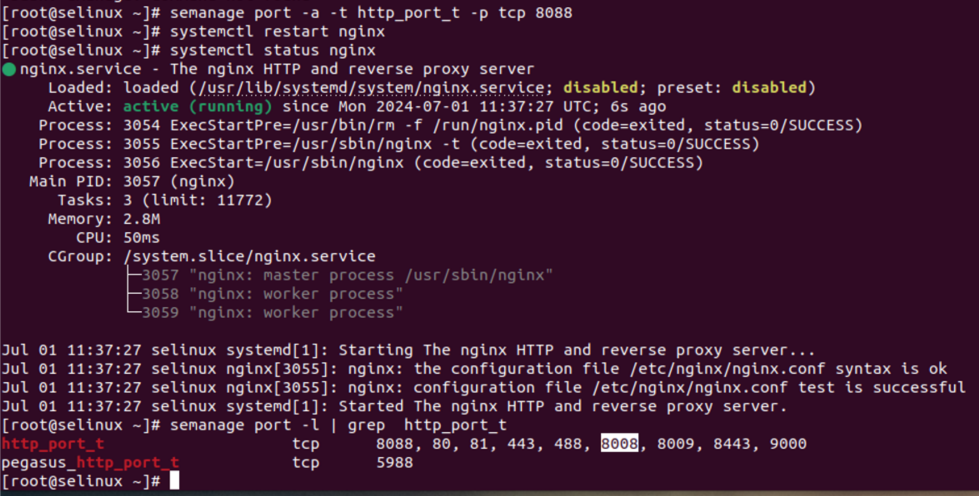 [root@selinux ~]# semanage port -a -t http_port_t -p tcp 8088
[root@selinux ~]# systemctl restart nginx
[root@selinux ~]# systemctl status nginx
● nginx.service - The nginx HTTP and reverse proxy server
     Loaded: loaded (/usr/lib/systemd/system/nginx.service; disabled; preset: disabled)
     Active: active (running) since Mon 2024-07-01 11:37:27 UTC; 6s ago
    Process: 3054 ExecStartPre=/usr/bin/rm -f /run/nginx.pid (code=exited, status=0/SUCCESS)
    Process: 3055 ExecStartPre=/usr/sbin/nginx -t (code=exited, status=0/SUCCESS)
    Process: 3056 ExecStart=/usr/sbin/nginx (code=exited, status=0/SUCCESS)
   Main PID: 3057 (nginx)
      Tasks: 3 (limit: 11772)
     Memory: 2.8M
        CPU: 50ms
     CGroup: /system.slice/nginx.service
             ├─3057 "nginx: master process /usr/sbin/nginx"
             ├─3058 "nginx: worker process"
             └─3059 "nginx: worker process"
Jul 01 11:37:27 selinux systemd[1]: Starting The nginx HTTP and reverse proxy server...
Jul 01 11:37:27 selinux nginx[3055]: nginx: the configuration file /etc/nginx/nginx.conf syntax is ok
Jul 01 11:37:27 selinux nginx[3055]: nginx: configuration file /etc/nginx/nginx.conf test is successful
Jul 01 11:37:27 selinux systemd[1]: Started The nginx HTTP and reverse proxy server.
[root@selinux ~]# semanage port -l | grep  http_port_t
http_port_t                    tcp      8088, 80, 81, 443, 488, 8008, 8009, 8443, 9000
pegasus_http_port_t            tcp      5988
[root@selinux ~]#